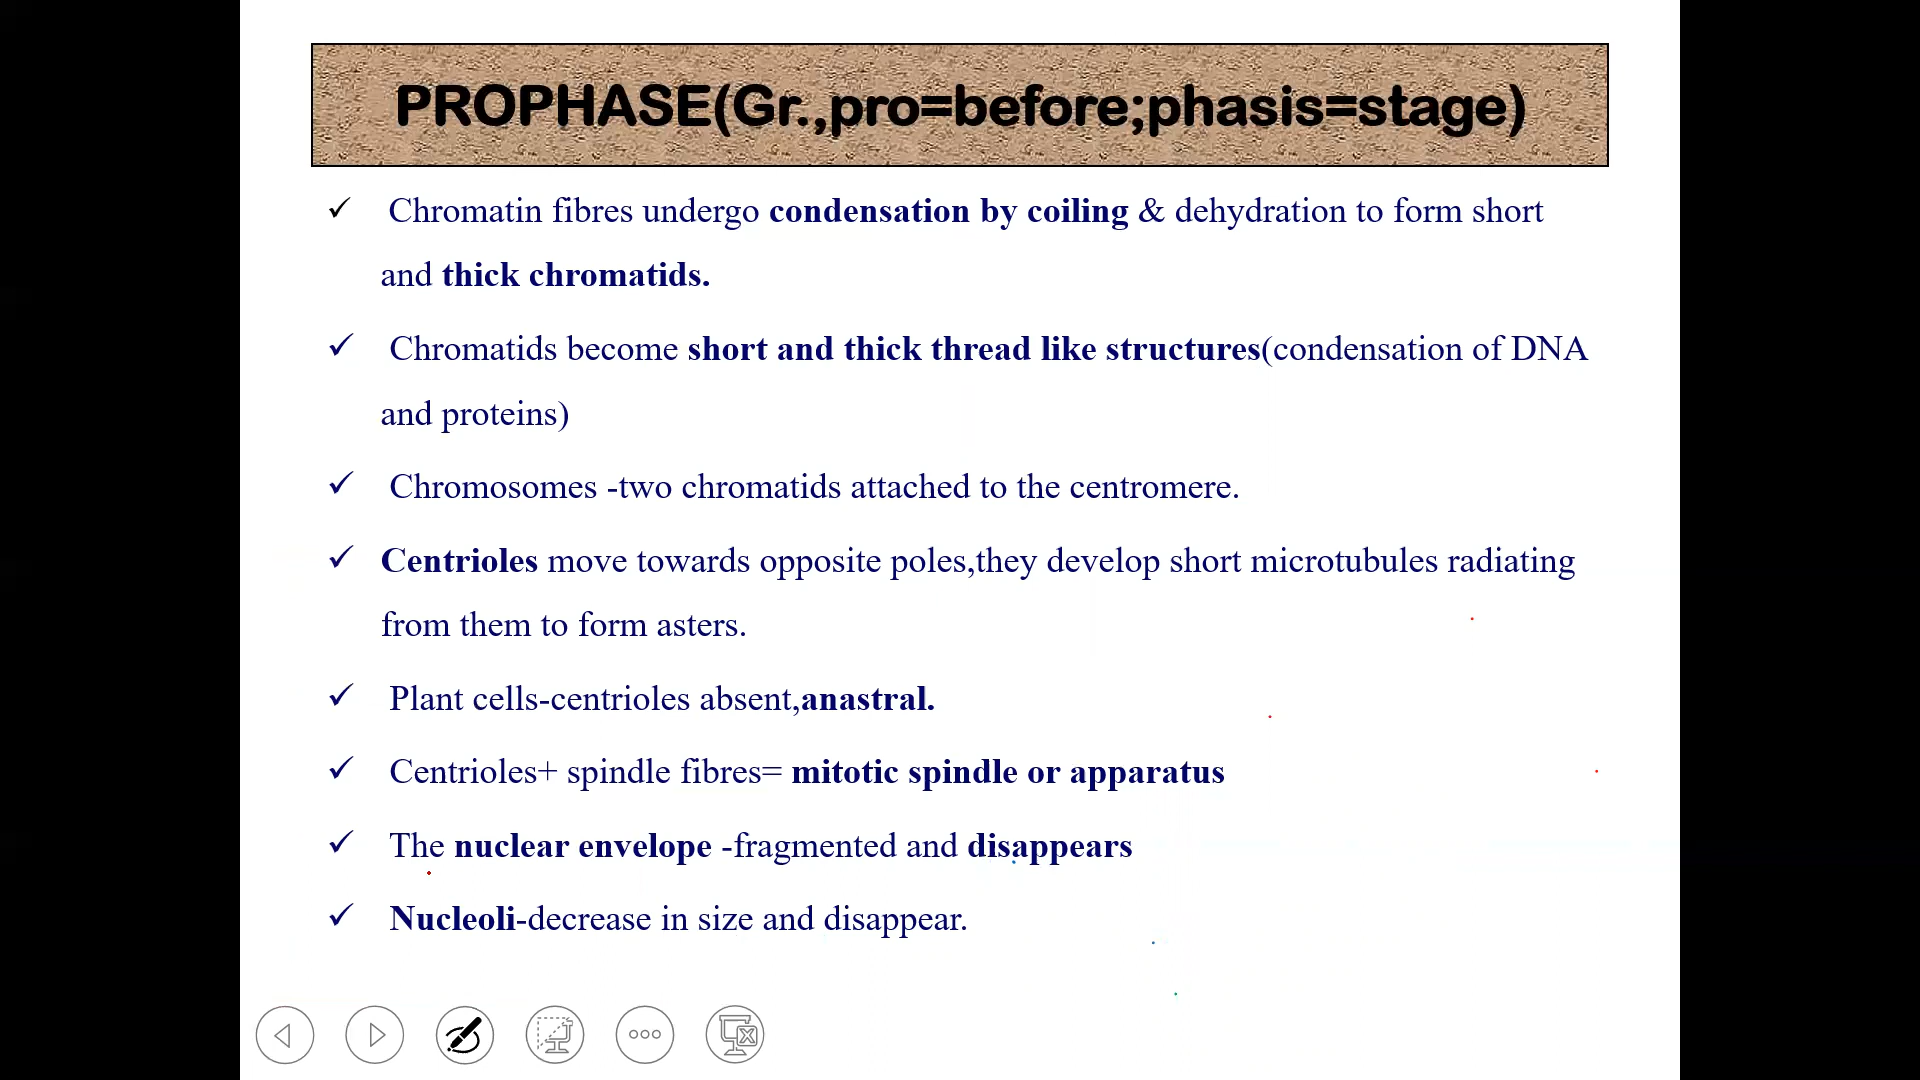 PROPHASE(Gr.,pro=before;phasis=stage)
Chromatin fibres undergo condensation by coiling & dehydration to form short
and thick chromatids.
Chromatids become short and thick thread like structures(condensation of DNA
and proteins)
Chromosomes -two chromatids attached to the centromere.
Centrioles move towards opposite poles,they develop short microtubules radiating
from them to form asters.
Plant cells-centrioles absent,anastral.
Centrioles+ spindle fibres= mitotic spindle or apparatus
The nuclear envelope -fragmented and disappears
Nucleoli-decrease in size and disappear.